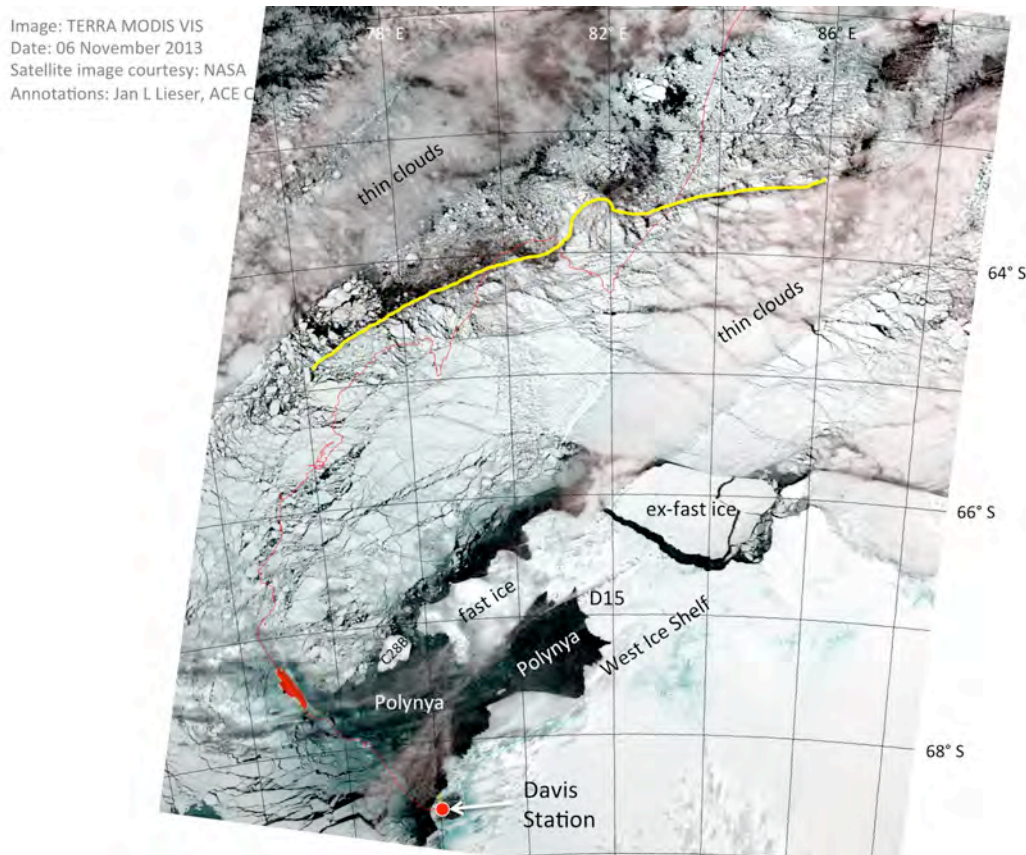 Image: TERRA MODIS VIS
Date: 06 November 2013
Satellite image courtesy: NASA
Annotations: Jan L Lieser, ACE C
78° E
82° E
86° E
thin clouds
64° S
thin clouds
ex-fast ice
66° S
fast ice
D15
West Ice Shelf
C28B
Polynya
Polynya
68° S
Davis
Station